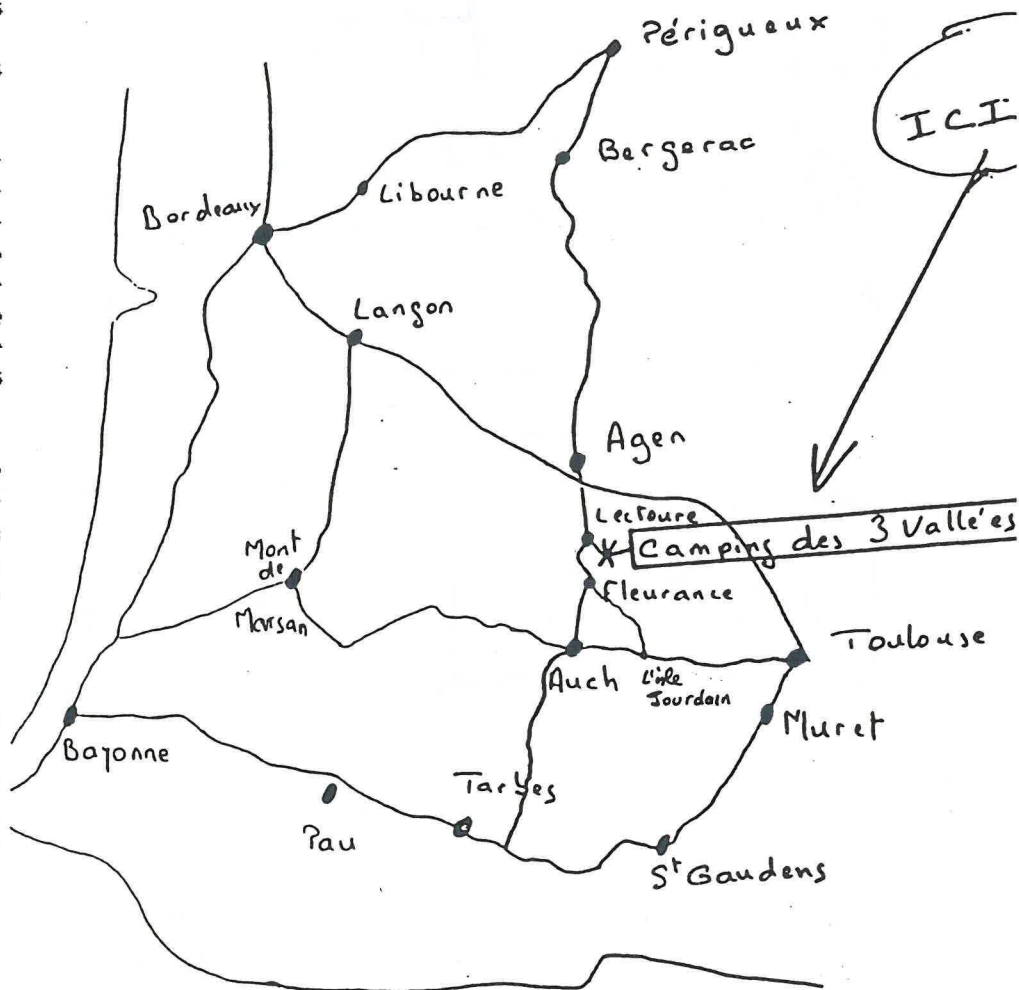 Périgueux
ICI
Bergerac
Libourne
Bordeaux
Langon
Agen
Lectoure
Camping des 3 Vallées
Mont
de
Marsan
Fleurance
Toulouse
Auch
L'isle
Jourdain
Muret
Bayonne
Tarbes
Pau
St Gaudens